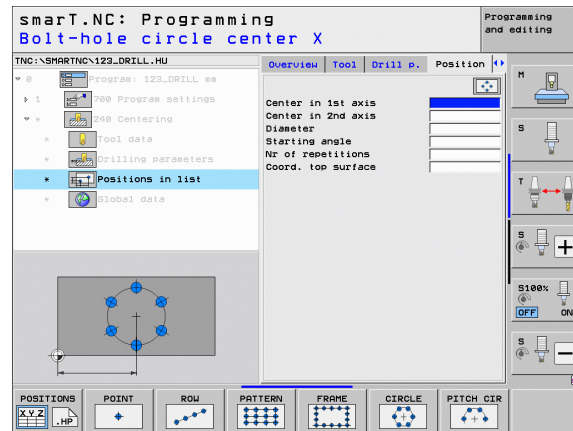 smarT.NC: Programming
Bolt-hole circle center X
Programming
and editing
TNC:\SMARTNC\123_DRILL.HU
0 Program: 123_DRILL mm
1 700 Program settings
* 240 Centering
* Tool data
* Drilling parameters
* Positions in list
* Global data
Overview Tool Drill p. Position
Center in 1st axis
Center in 2nd axis
Diameter
Starting angle
Nr of repetitions
Coord. top surface
M
S
T
S
S100%
OFF ON
S
POSITIONS POINT ROW PATTERN FRAME CIRCLE PITCH CIR
XYZ .HP